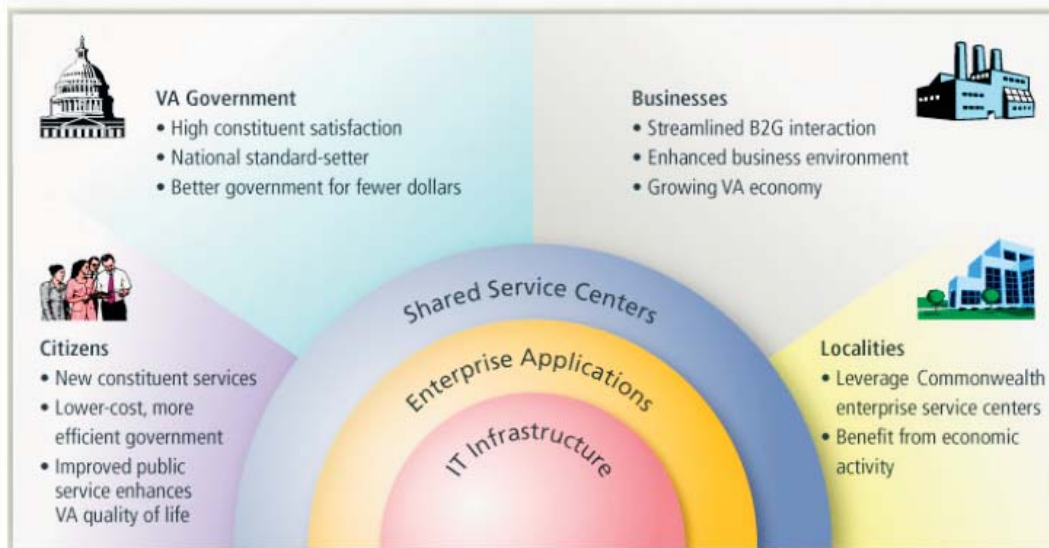 VA Government
• High constituent satisfaction
• National standard-setter
• Better government for fewer dollars
Businesses
• Streamlined B2G interaction
• Enhanced business environment
• Growing VA economy
Citizens
• New constituent services
• Lower-cost, more
efficient government
• Improved public
service enhances
VA quality of life
Shared Service Centers
Enterprise Applications
IT Infrastructure
Localities
• Leverage Commonwealth
enterprise service centers
• Benefit from economic
activity